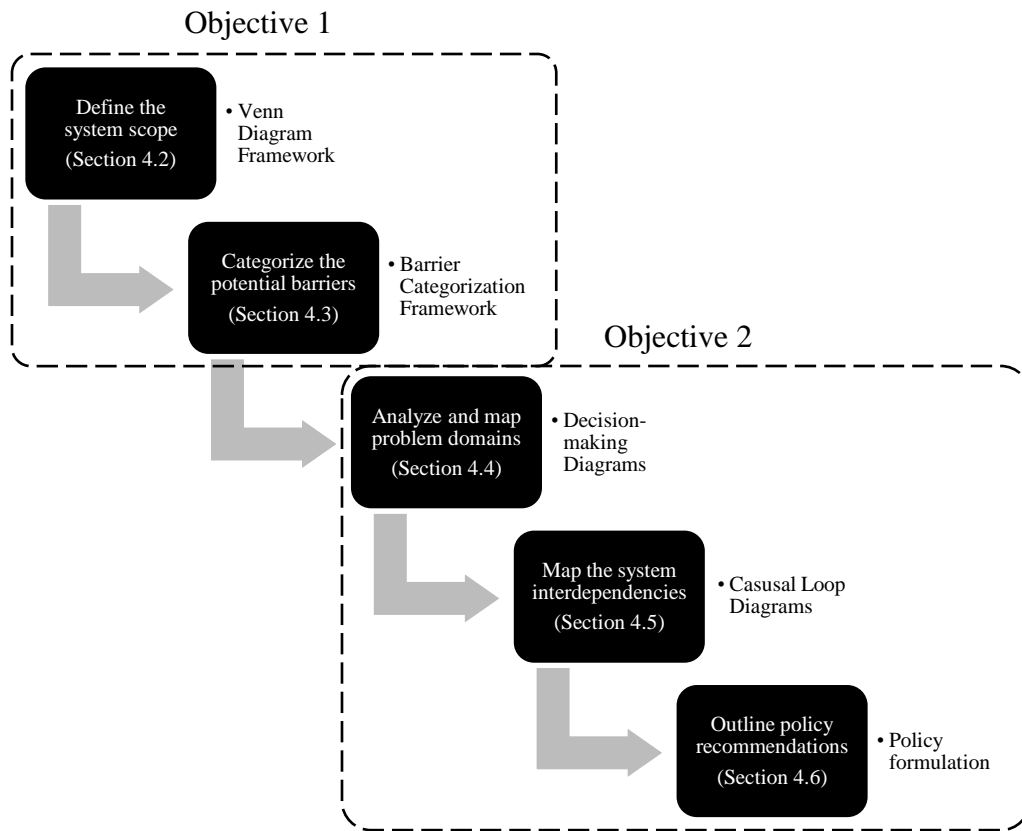 Objective 1
Define the
system scope
(Section 4.2)
• Venn
Diagram
Framework
Categorize the
potential barriers
(Section 4.3)
• Barrier
Categorization
Framework
Objective 2
Analyze and map
problem domains
(Section 4.4)
• Decision-
making
Diagrams
Map the system
interdependencies
(Section 4.5)
• Casusal Loop
Diagrams
Outline policy
recommendations
(Section 4.6)
• Policy
formulation